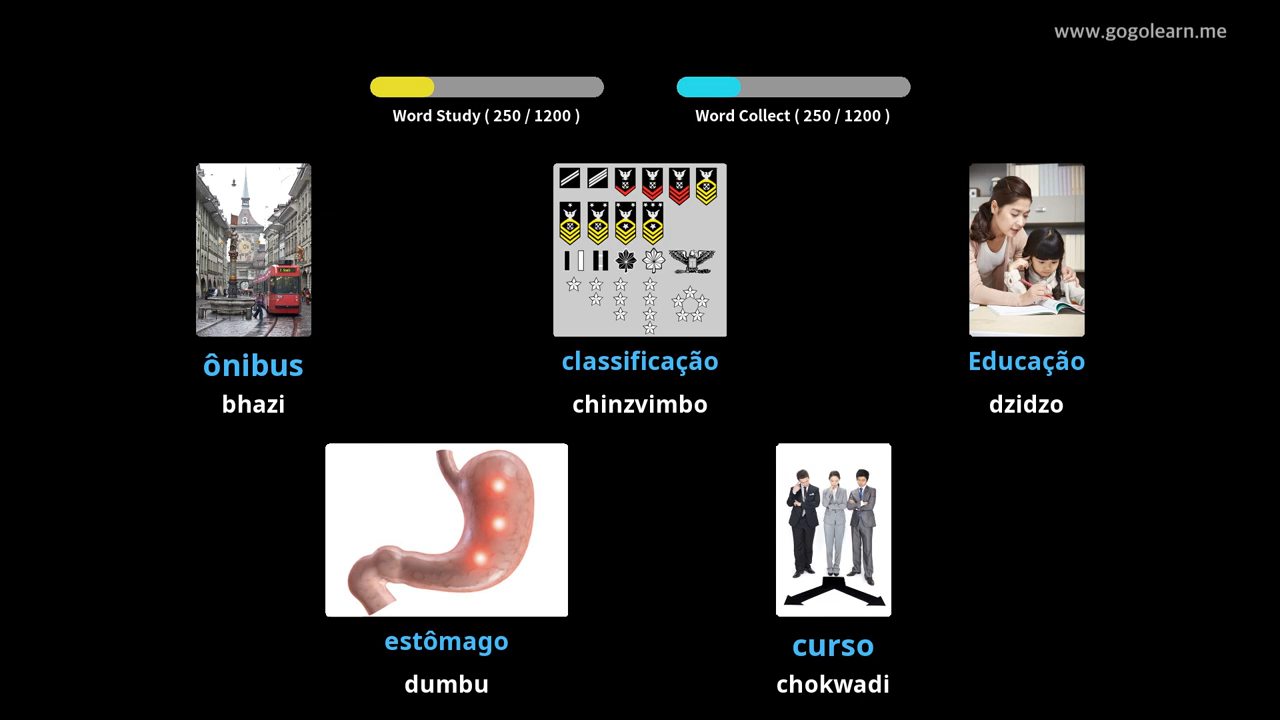 www.gogolearn.me
Word Study ( 250 / 1200 )
Word Collect ( 250 / 1200 )
ônibus
bhazi
classificação
chinzvimbo
Educação
dzidzo
estômago
dumbu
curso
chokwadi